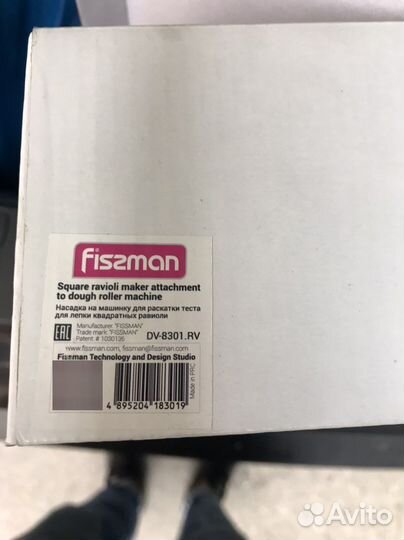 fissman
Square ravioli maker attachment
to dough roller machine
Насадка на машинку для раскатки теста
для лепки квадратных равиоли
EAC
Manufacturer: "FISSMAN"
Trade mark: "FISSMAN"
Patent: # 1030135
DV-8301.RV
www.fissman.com, fissman@fissman.com
Fissman Technology and Design Studio
Made in PRC
4 895204 183019
Avito